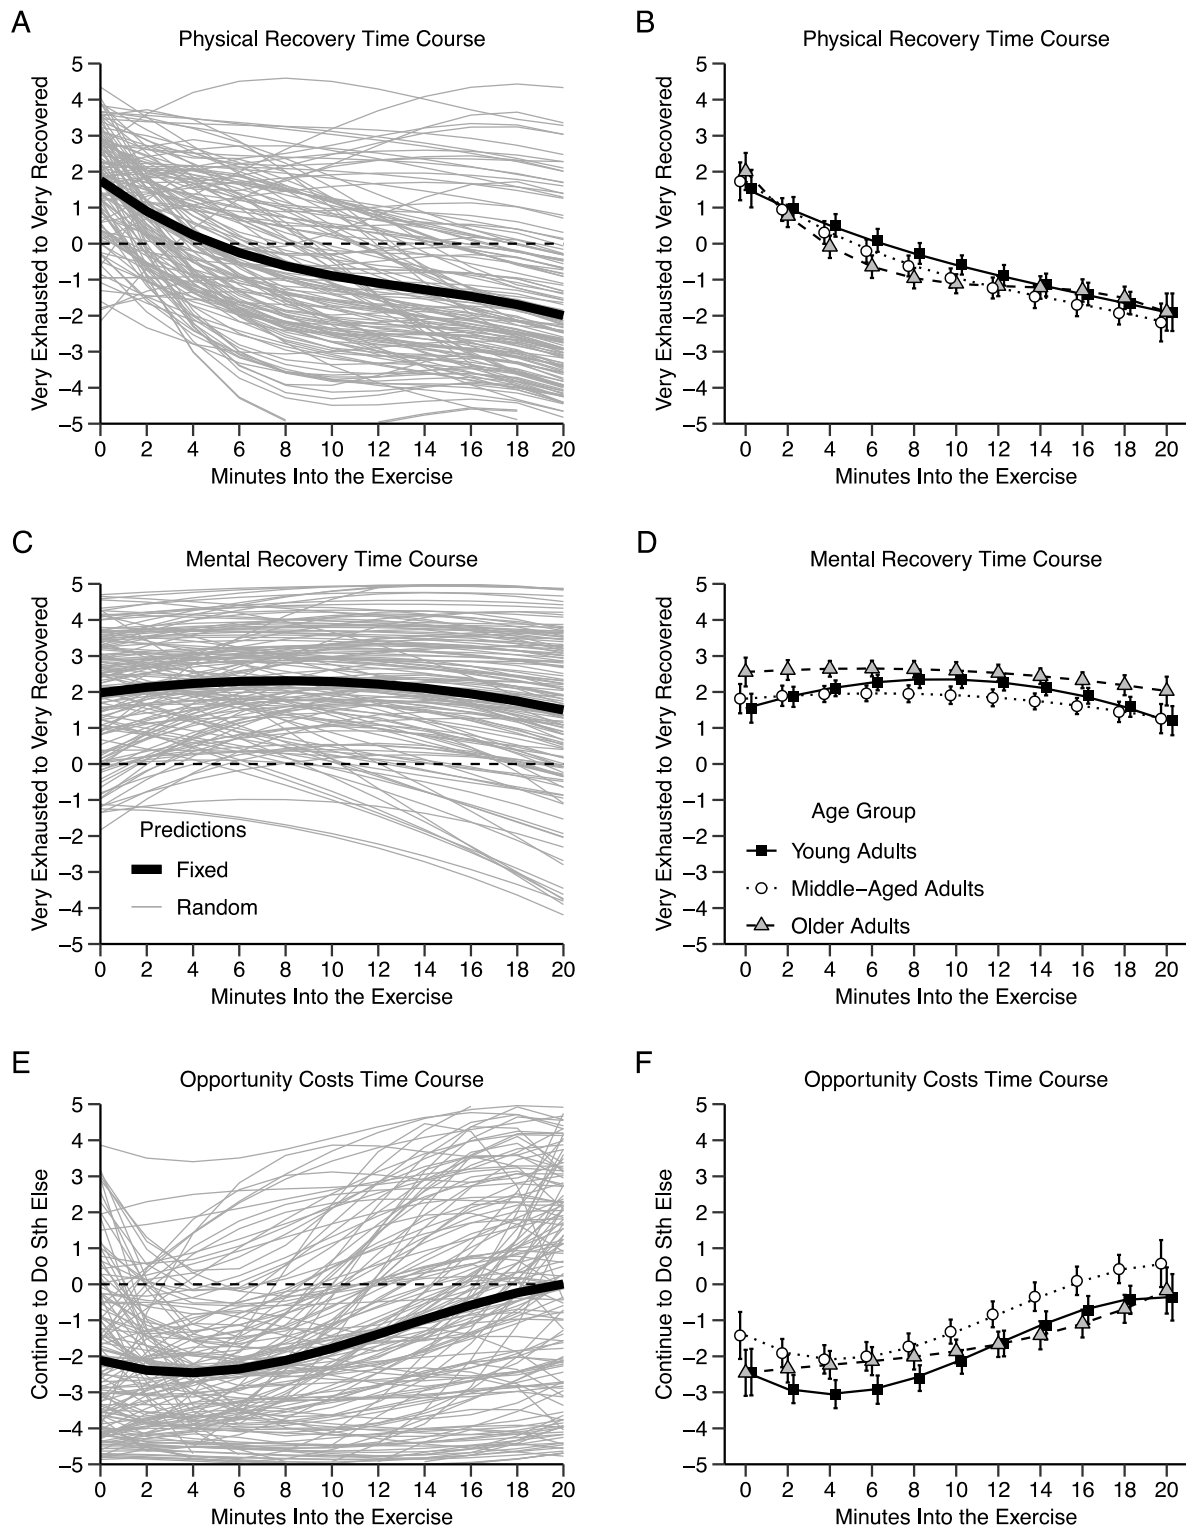 A
Physical Recovery Time Course
Very Exhausted to Very Recovered
5
4
3
2
1
0
−1
−2
−3
−4
−5
0 2 4 6 8 10 12 14 16 18 20
Minutes Into the Exercise
B
Physical Recovery Time Course
Very Exhausted to Very Recovered
5
4
3
2
1
0
−1
−2
−3
−4
−5
0 2 4 6 8 10 12 14 16 18 20
Minutes Into the Exercise
C
Mental Recovery Time Course
Very Exhausted to Very Recovered
5
4
3
2
1
0
−1
−2
−3
−4
−5
Predictions
Fixed
Random
0 2 4 6 8 10 12 14 16 18 20
Minutes Into the Exercise
D
Mental Recovery Time Course
Very Exhausted to Very Recovered
5
4
3
2
1
0
−1
−2
−3
−4
−5
Age Group
Young Adults
Middle−Aged Adults
Older Adults
0 2 4 6 8 10 12 14 16 18 20
Minutes Into the Exercise
E
Opportunity Costs Time Course
Continue to Do Sth Else
5
4
3
2
1
0
−1
−2
−3
−4
−5
0 2 4 6 8 10 12 14 16 18 20
Minutes Into the Exercise
F
Opportunity Costs Time Course
Continue to Do Sth Else
5
4
3
2
1
0
−1
−2
−3
−4
−5
0 2 4 6 8 10 12 14 16 18 20
Minutes Into the Exercise